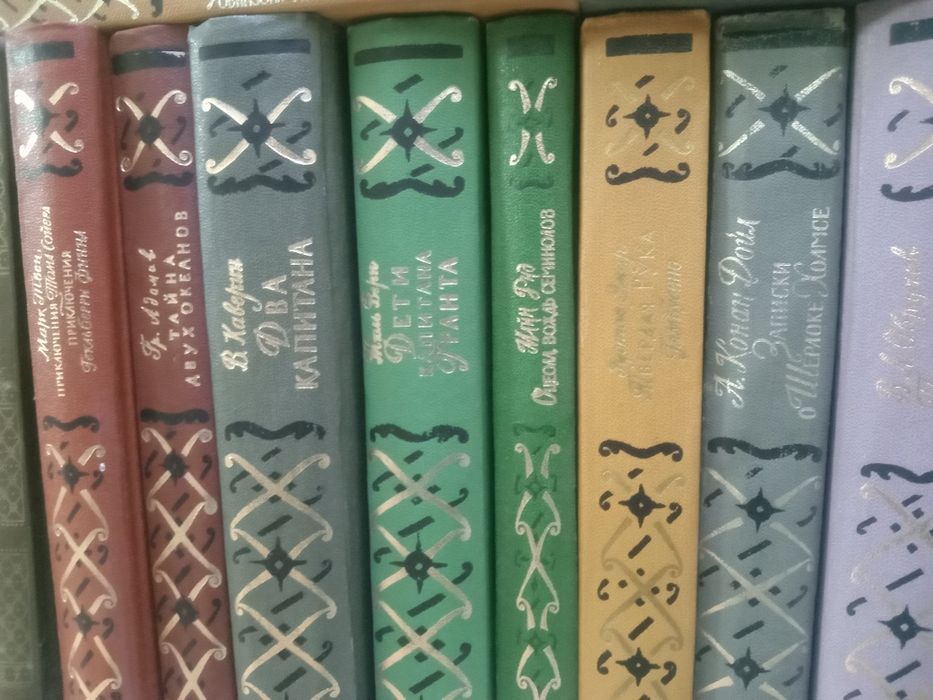 Марк Твен
ПРИКЛЮЧЕНИЯ Тома Сойера
ПРИКЛЮЧЕНИЯ
Гекльберри Финна
Гр. Адамов
ТАЙНА
ДВУХ ОКЕАНОВ
В. Каверин
ДВА
КАПИТАНА
Жюль Верн
ДЕТИ
КАПИТАНА
ГРАНТА
Майн Рид
Оцеола, ВОЖДЬ СЕМИНОЛОВ
ТВЕРДАЯ РУКА
А. Конан Дойл
ЗАПИСКИ
о ШЕРЛОКЕ ХОЛМСЕ